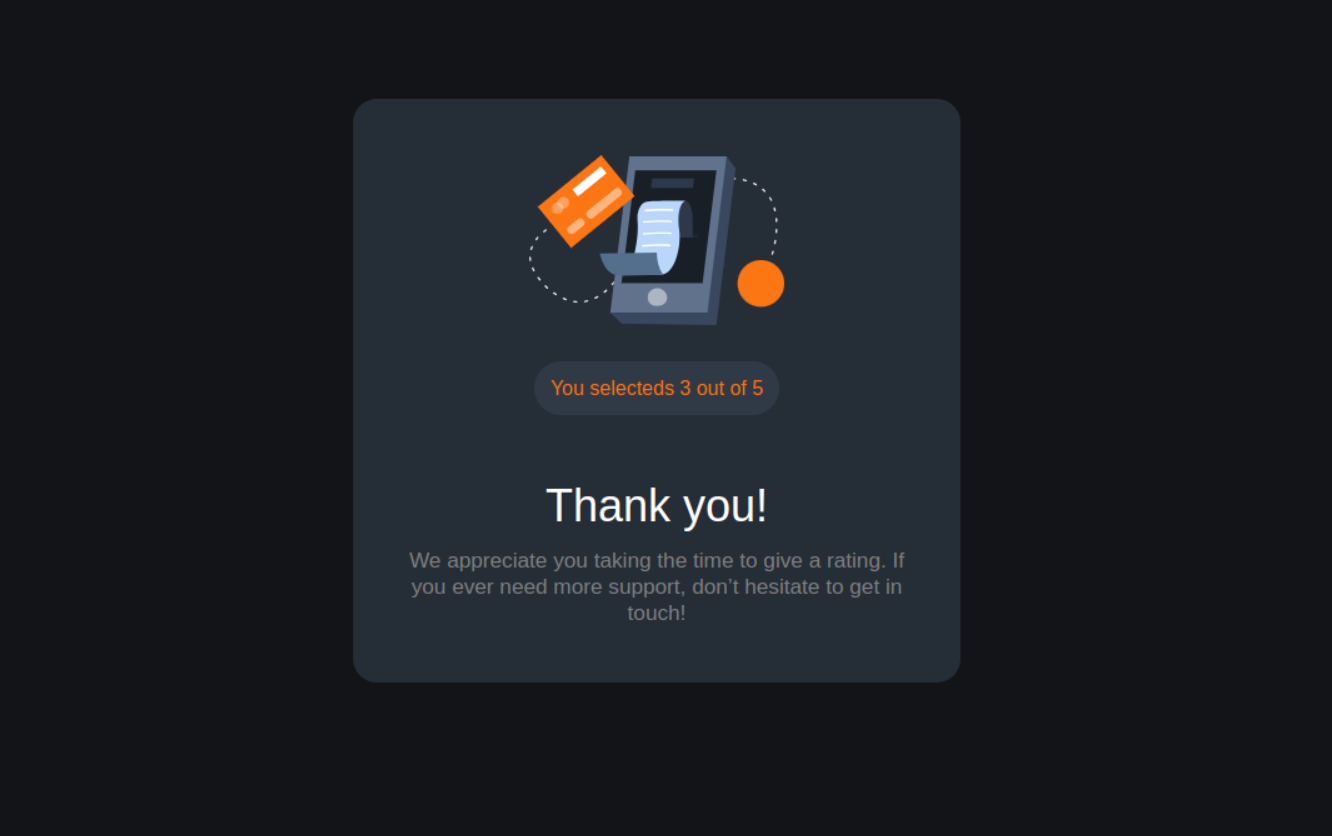 You selecteds 3 out of 5
Thank you!
We appreciate you taking the time to give a rating. If
you ever need more support, don’t hesitate to get in
touch!